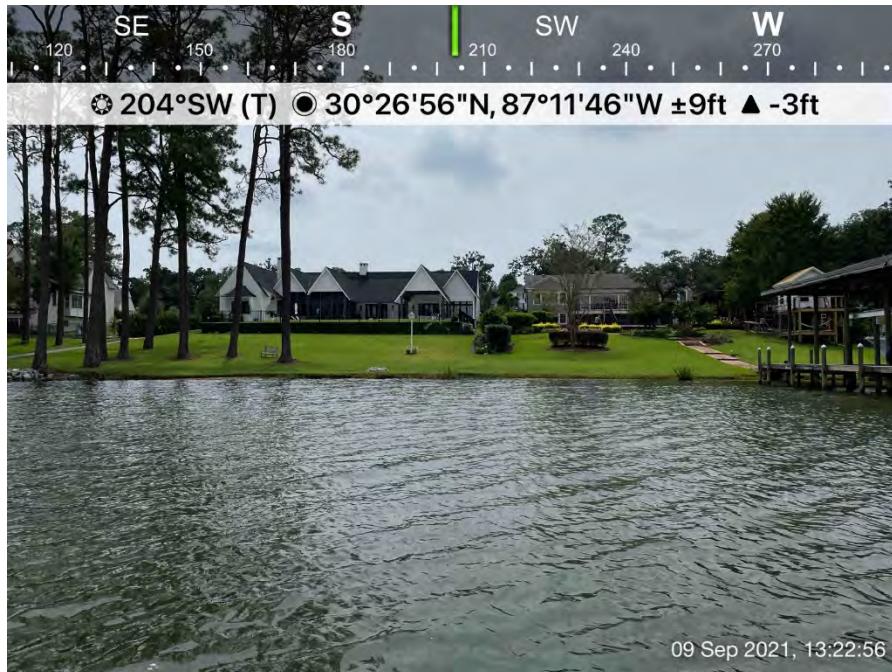 SE S SW W
120 150 180 210 240 270
204°SW (T) 30°26'56"N, 87°11'46"W ±9ft ▲ -3ft
09 Sep 2021, 13:22:56